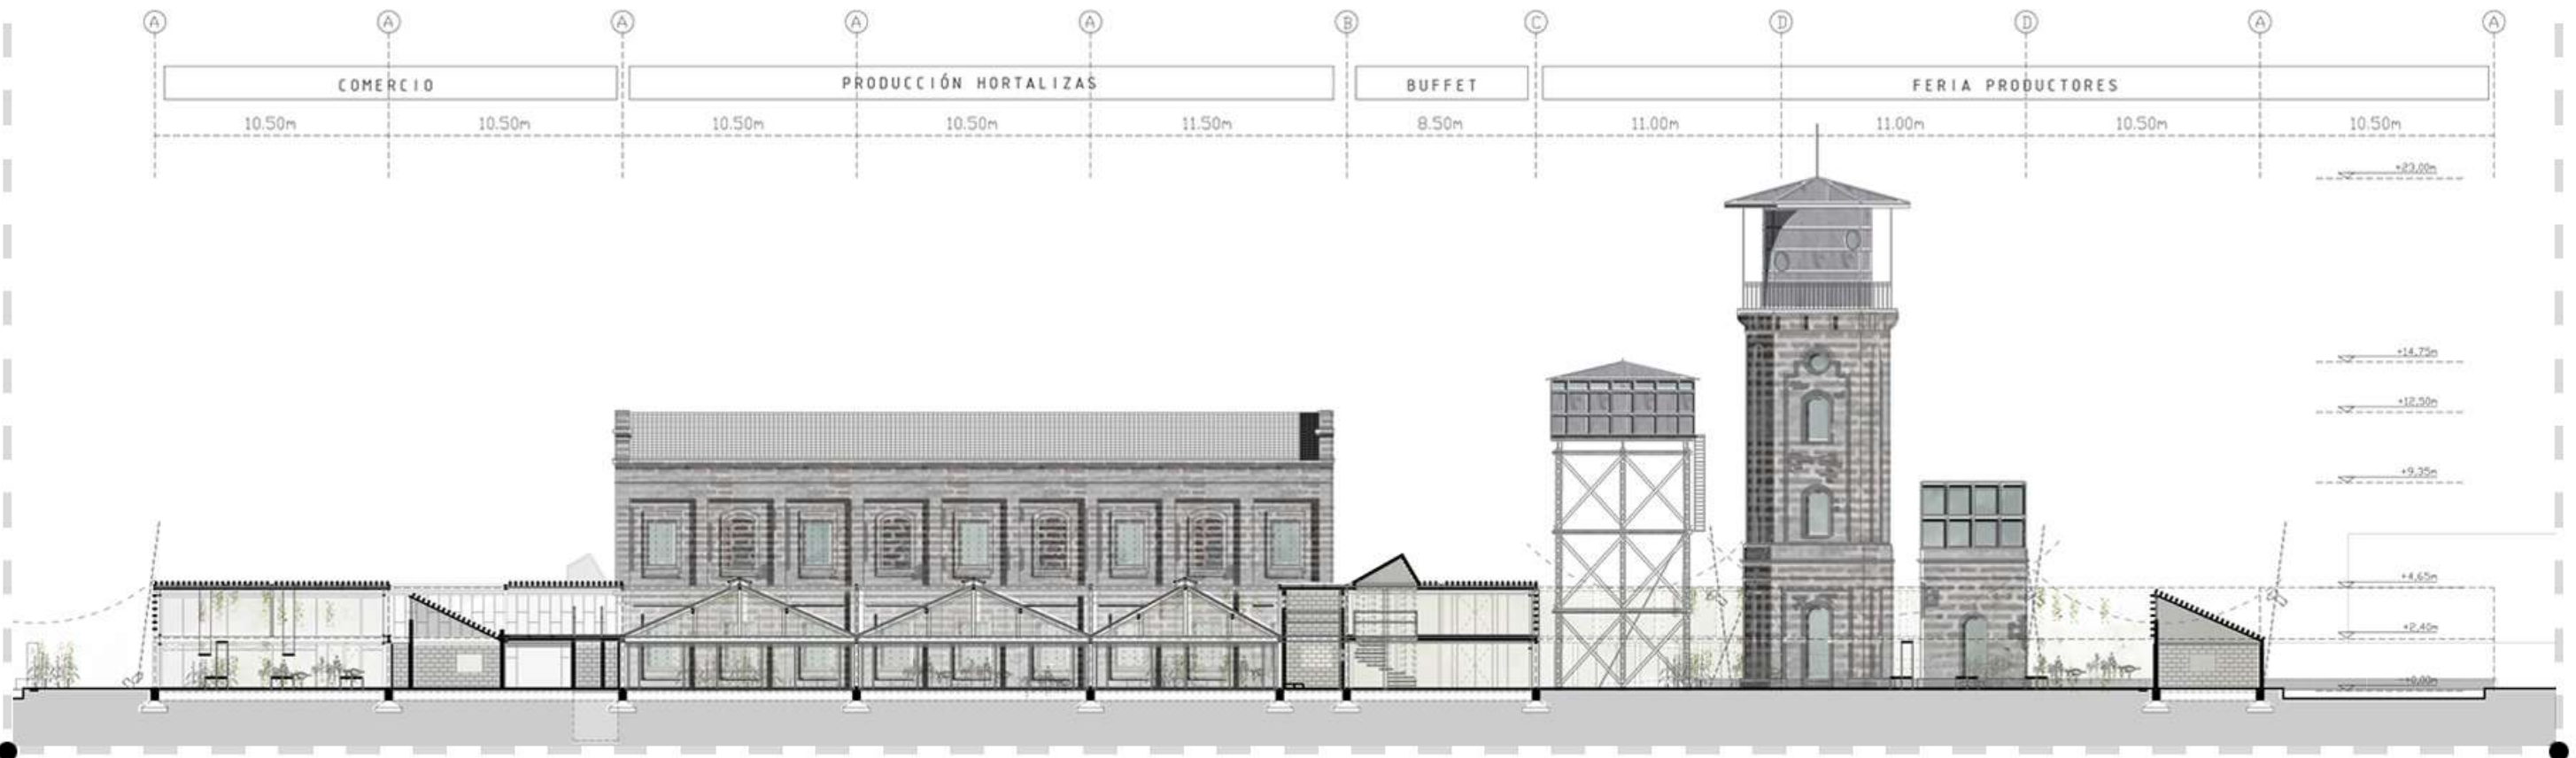 A A A A A B C D D A A
COMERCIO PRODUCCIÓN HORTALIZAS BUFFET FERIA PRODUCTORES
10.50m 10.50m 10.50m 10.50m 11.50m 8.50m 11.00m 11.00m 10.50m 10.50m
+23,00m
+14,75m
+12,50m
+9,35m
+4,65m
+2,40m
+0,00m